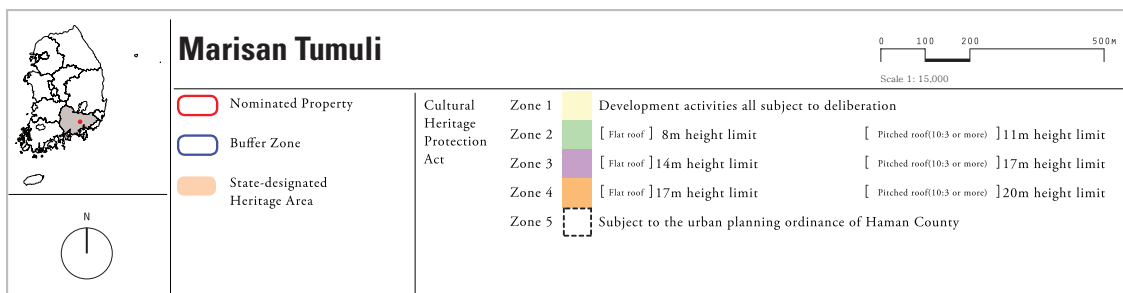 Marisan Tumuli
0 100 200 500M
Scale 1: 15,000
Nominated Property
Buffer Zone
State-designated
Heritage Area
Cultural
Heritage
Protection
Act
Zone 1 Development activities all subject to deliberation
Zone 2 [ Flat roof ] 8m height limit [ Pitched roof(10:3 or more) ] 11m height limit
Zone 3 [ Flat roof ] 14m height limit [ Pitched roof(10:3 or more) ] 17m height limit
Zone 4 [ Flat roof ] 17m height limit [ Pitched roof(10:3 or more) ] 20m height limit
Zone 5 Subject to the urban planning ordinance of Haman County
N